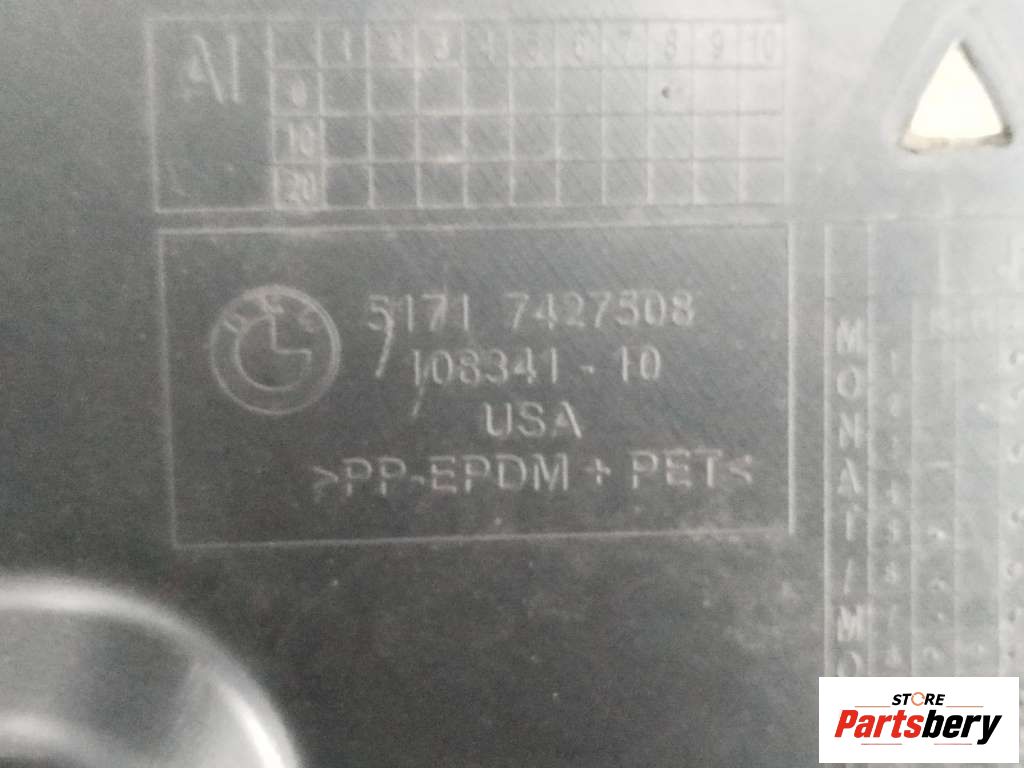 AI
1 2 3 4 5 6 7 8 9 10
0
10
20
5171 7427508
108341-10
USA
>PP-EPDM + PET<
MONAT/MO
STORE
Partsbery